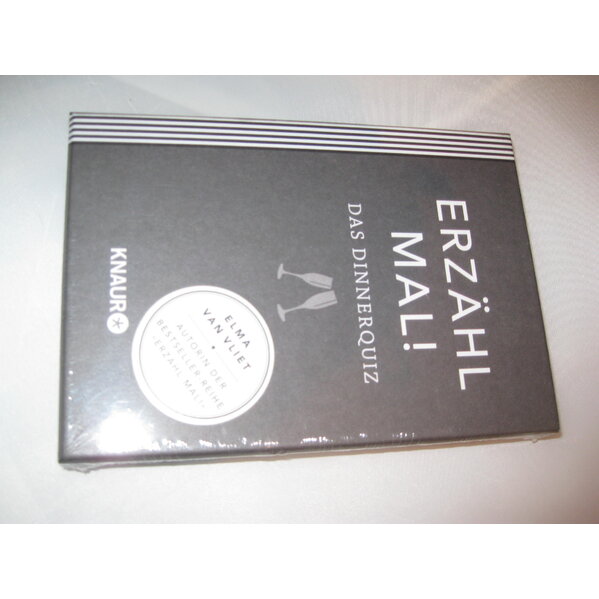 ERZÄHL
MAL!
DAS DINNERQUIZ
ELMA
VAN VLIET
•
AUTORIN DER
BESTSELLER-REIHE
»ERZÄHL MAL!«
KNAUR